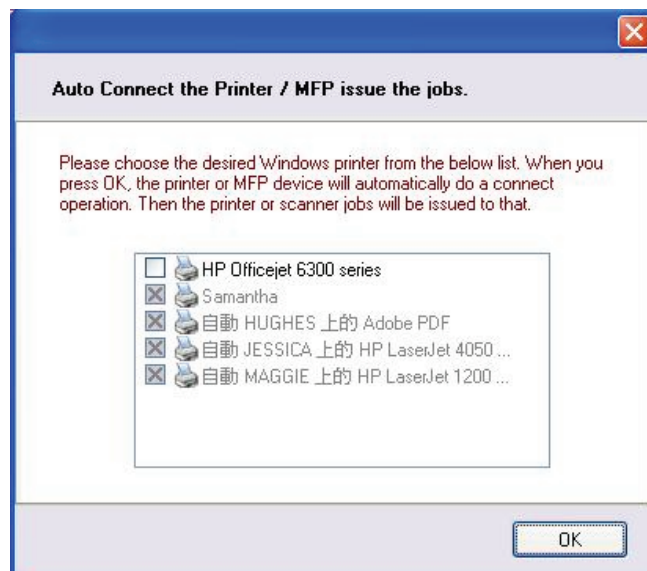 Auto Connect the Printer / MFP issue the jobs.
Please choose the desired Windows printer from the below list. When you
press OK, the printer or MFP device will automatically do a connect
operation. Then the printer or scanner jobs will be issued to that.
HP Officejet 6300 series
Samantha
自動 HUGHES 上的 Adobe PDF
自動 JESSICA 上的 HP LaserJet 4050 ...
自動 MAGGIE 上的 HP LaserJet 1200 ...
OK